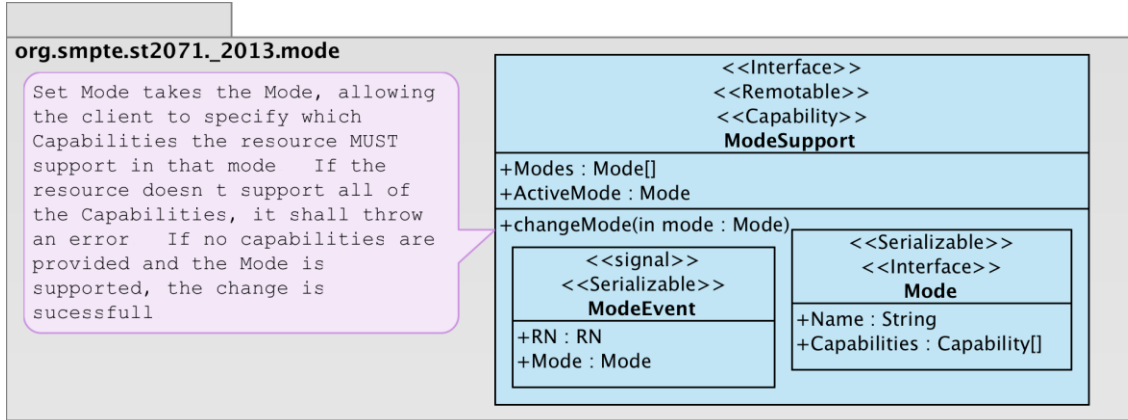 org.smpte.st2071._2013.mode
Set Mode takes the Mode, allowing
the client to specify which
Capabilities the resource MUST
support in that mode   If the
resource doesn t support all of
the Capabilities, it shall throw
an error   If no capabilities are
provided and the Mode is
supported, the change is
sucessfull
<<Interface>>
<<Remotable>>
<<Capability>>
ModeSupport
+Modes : Mode[]
+ActiveMode : Mode
+changeMode(in mode : Mode)
<<signal>>
<<Serializable>>
ModeEvent
+RN : RN
+Mode : Mode
<<Serializable>>
<<Interface>>
Mode
+Name : String
+Capabilities : Capability[]